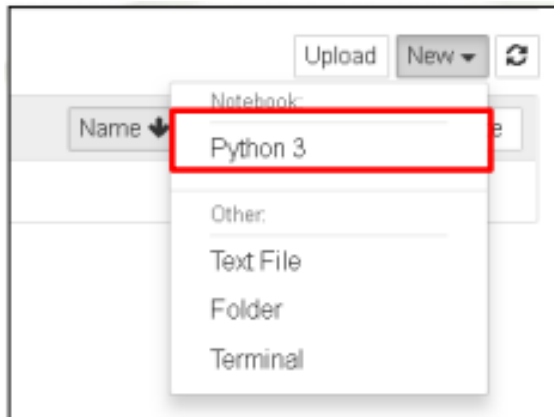 Upload New
Notebook:
Name
Python 3
Other:
Text File
Folder
Terminal